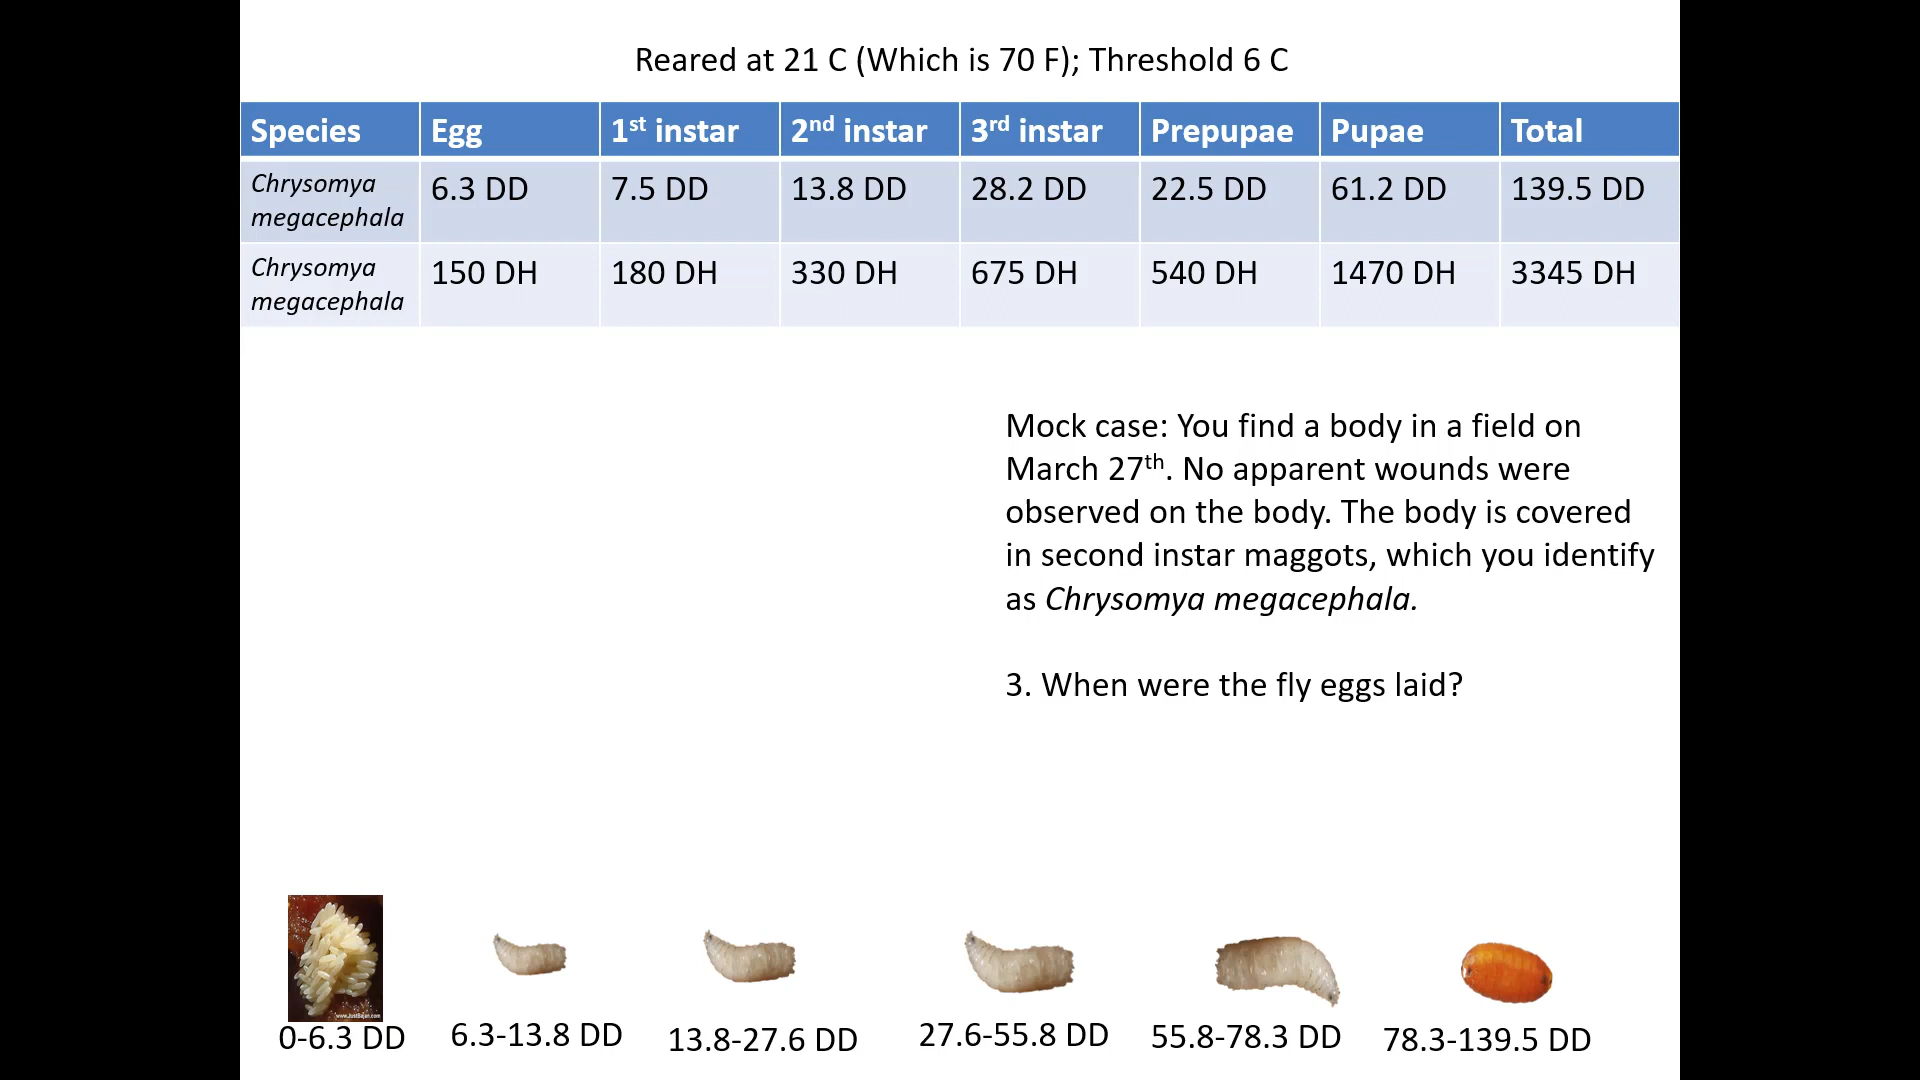 Reared at 21 C (Which is 70 F); Threshold 6 C
Species Egg 1st instar 2nd instar 3rd instar Prepupae Pupae Total
Chrysomya megacephala 6.3 DD 7.5 DD 13.8 DD 28.2 DD 22.5 DD 61.2 DD 139.5 DD
Chrysomya megacephala 150 DH 180 DH 330 DH 675 DH 540 DH 1470 DH 3345 DH
Mock case: You find a body in a field on
March 27th. No apparent wounds were
observed on the body. The body is covered
in second instar maggots, which you identify
as Chrysomya megacephala.
3. When were the fly eggs laid?
www.JustBajan.com
0-6.3 DD 6.3-13.8 DD 13.8-27.6 DD 27.6-55.8 DD 55.8-78.3 DD 78.3-139.5 DD